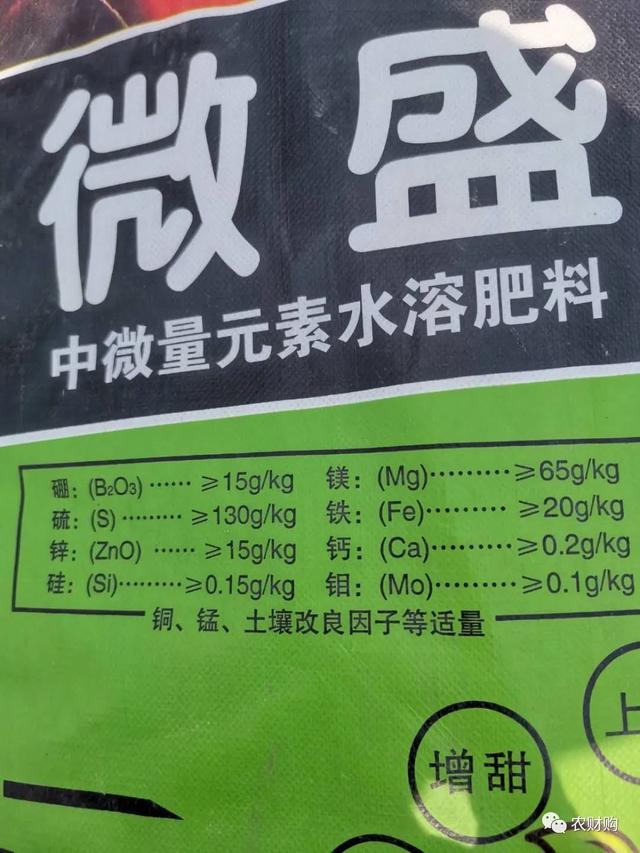 微盛
中微量元素水溶肥料
硼：(B₂O₃)……≥15g/kg 镁：(Mg)………≥65g/kg
硫：(S)………≥130g/kg 铁：(Fe)………≥20g/kg
锌：(ZnO)……≥15g/kg 钙：(Ca)………≥0.2g/kg
硅：(Si)………≥0.15g/kg 钼：(Mo)………≥0.1g/kg
铜、锰、土壤改良因子等适量
上
增甜
农财购